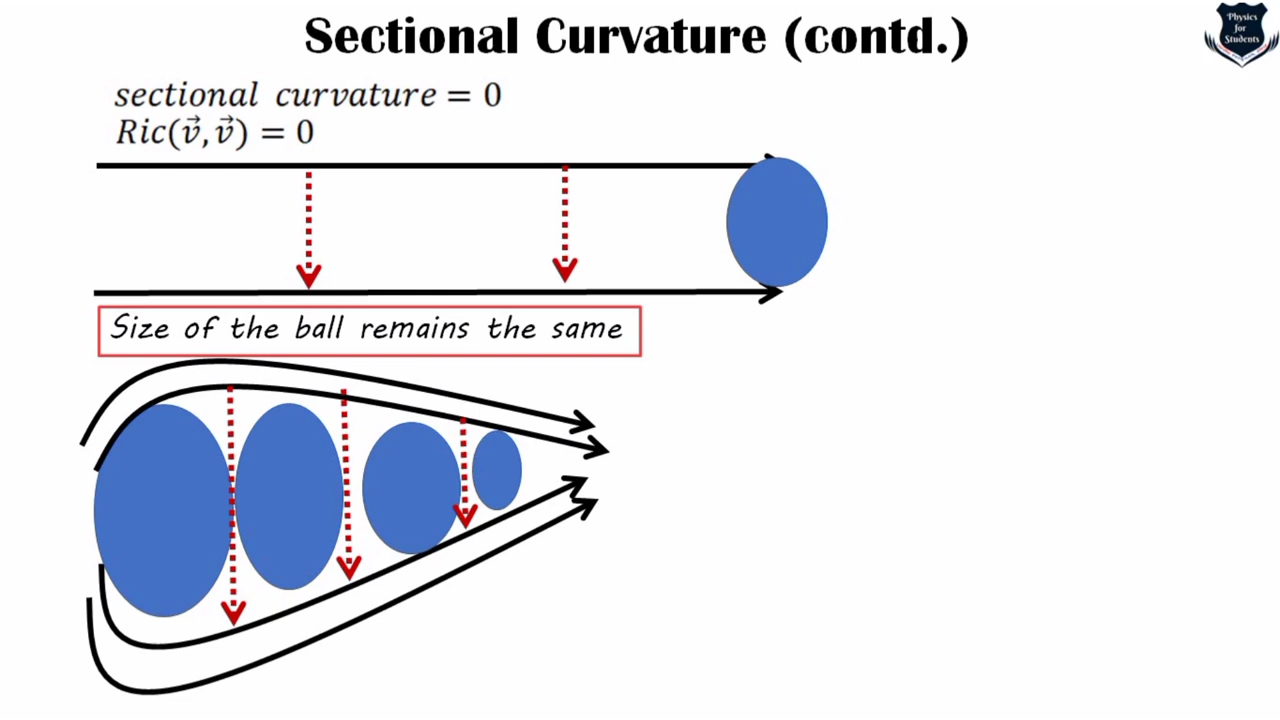 Sectional Curvature (contd.)
Physics
for
Students
sectional curvature = 0
Ric(v⃗, v⃗) = 0
Size of the ball remains the same